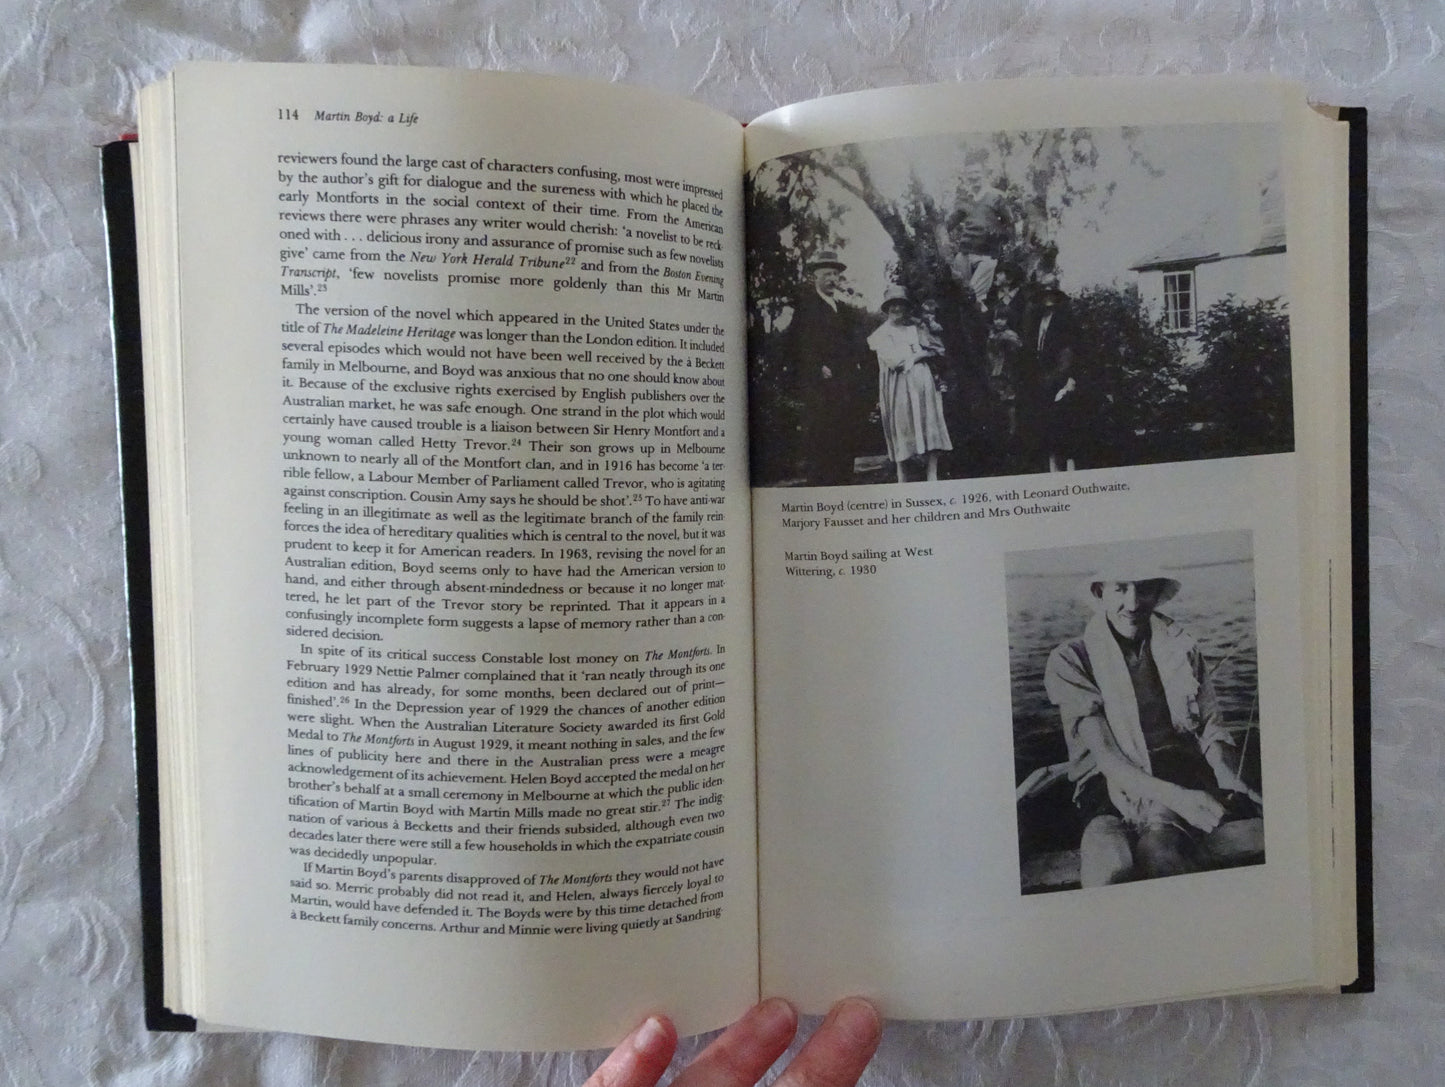 114 Martin Boyd: a Life
reviewers found the large cast of characters confusing, most were impressed
by the author's gift for dialogue and the sureness with which he placed the
early Montforts in the social context of their time. From the American
reviews there were phrases any writer would cherish: 'a novelist to be reck-
oned with . . . delicious irony and assurance of promise such as few novelists
give' came from the New York Herald Tribune²² and from the Boston Evening
Transcript, 'few novelists promise more goldenly than this Mr Martin
Mills'.²³
The version of the novel which appeared in the United States under the
title of The Madeleine Heritage was longer than the London edition. It included
several episodes which would not have been well received by the à Beckett
family in Melbourne, and Boyd was anxious that no one should know about
it. Because of the exclusive rights exercised by English publishers over the
Australian market, he was safe enough. One strand in the plot which would
certainly have caused trouble is a liaison between Sir Henry Montfort and a
young woman called Hetty Trevor.²⁴ Their son grows up in Melbourne
unknown to nearly all of the Montfort clan, and in 1916 has become 'a ter-
rible fellow, a Labour Member of Parliament called Trevor, who is agitating
against conscription. Cousin Amy says he should be shot'.²⁵ To have anti-war
feeling in an illegitimate as well as the legitimate branch of the family rein-
forces the idea of hereditary qualities which is central to the novel, but it was
prudent to keep it for American readers. In 1963, revising the novel for an
Australian edition, Boyd seems only to have had the American version to
hand, and either through absent-mindedness or because it no longer mat-
tered, he let part of the Trevor story be reprinted. That it appears in a
confusingly incomplete form suggests a lapse of memory rather than a con-
sidered decision.
In spite of its critical success Constable lost money on The Montforts. In
February 1929 Nettie Palmer complained that it 'ran neatly through its one
edition and has already, for some months, been declared out of print—
finished'.²⁶ In the Depression year of 1929 the chances of another edition
were slight. When the Australian Literature Society awarded its first Gold
Medal to The Montforts in August 1929, it meant nothing in sales, and the few
lines of publicity here and there in the Australian press were a meagre
acknowledgement of its achievement. Helen Boyd accepted the medal on her
brother's behalf at a small ceremony in Melbourne at which the public iden-
tification of Martin Boyd with Martin Mills made no great stir.²⁷ The indig-
nation of various à Becketts and their friends subsided, although even two
decades later there were still a few households in which the expatriate cousin
was decidedly unpopular.
If Martin Boyd's parents disapproved of The Montforts they would not have
said so. Merric probably did not read it, and Helen, always fiercely loyal to
Martin, would have defended it. The Boyds were by this time detached from
à Beckett family concerns. Arthur and Minnie were living quietly at Sandring-
Martin Boyd (centre) in Sussex, c. 1926, with Leonard Outhwaite,
Marjory Fausset and her children and Mrs Outhwaite
Martin Boyd sailing at West
Wittering, c. 1930